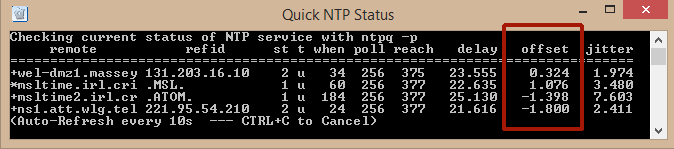 Quick NTP Status
Checking current status of NTP service with ntpq -p
remote refid st t when poll reach delay offset jitter
==============================================================================
+wel-dmz1.massey 131.203.16.10 2 u 34 256 375 23.555 0.324 1.974
*msltime.irl.cri .MSL. 1 u 60 256 377 22.635 1.076 3.480
+msltime2.irl.cr .ATOM. 1 u 184 256 377 25.130 -1.398 7.603
+ns1.att.wlg.tel 221.95.54.210 2 u 24 256 377 21.616 -1.800 2.411
(Auto-Refresh every 10s --- CTRL+C to Cancel)